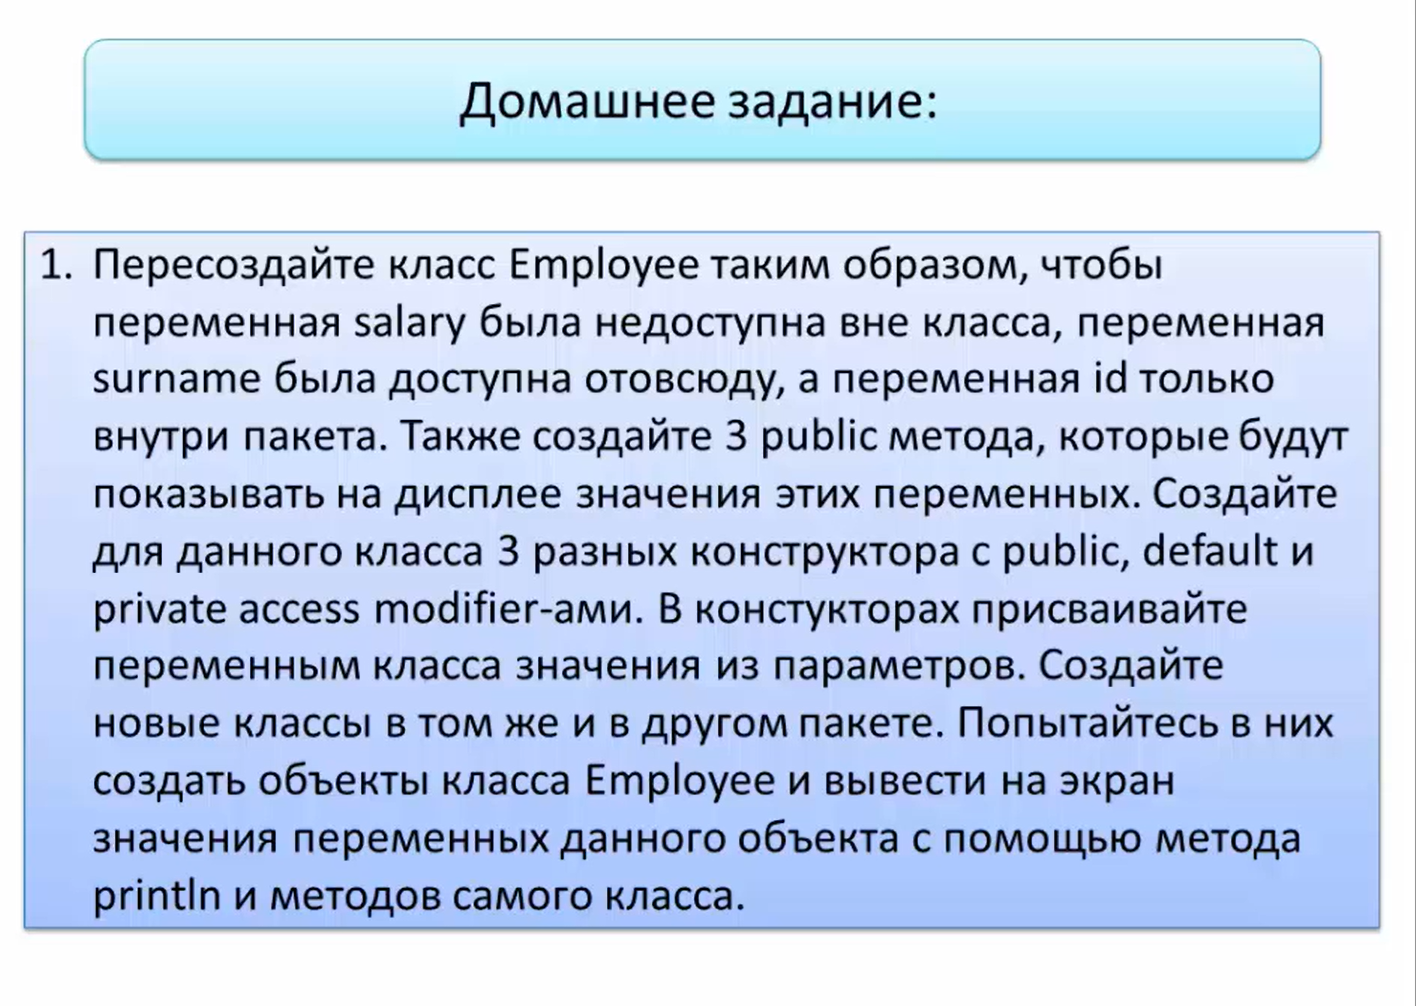 Домашнее задание:
1. Пересоздайте класс Employee таким образом, чтобы
переменная salary была недоступна вне класса, переменная
surname была доступна отовсюду, а переменная id только
внутри пакета. Также создайте 3 public метода, которые будут
показывать на дисплее значения этих переменных. Создайте
для данного класса 3 разных конструктора с public, default и
private access modifier-ами. В констукторах присваивайте
переменным класса значения из параметров. Создайте
новые классы в том же и в другом пакете. Попытайтесь в них
создать объекты класса Employee и вывести на экран
значения переменных данного объекта с помощью метода
println и методов самого класса.